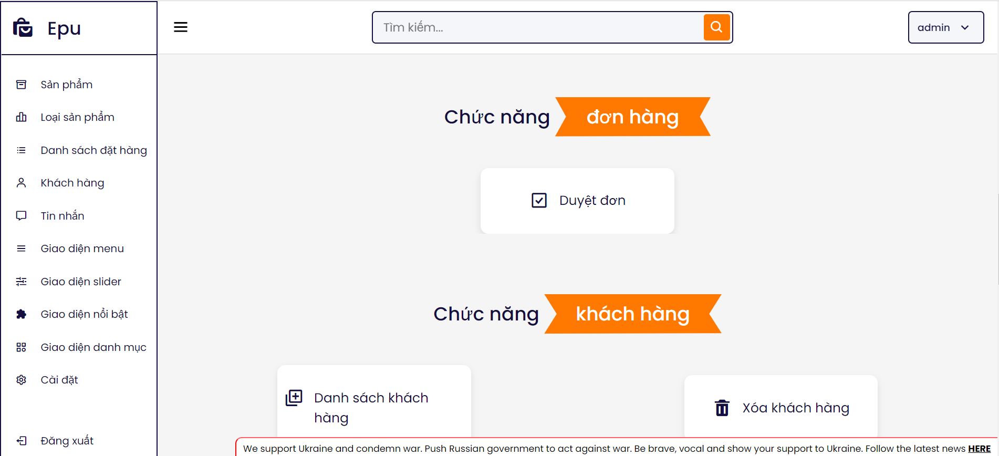 Epu
Tìm kiếm...
admin
Sản phẩm
Loại sản phẩm
Danh sách đặt hàng
Khách hàng
Tin nhắn
Giao diện menu
Giao diện slider
Giao diện nổi bật
Giao diện danh mục
Cài đặt
Đăng xuất
Chức năng đơn hàng
Duyệt đơn
Chức năng khách hàng
Danh sách khách
hàng
Xóa khách hàng
We support Ukraine and condemn war. Push Russian government to act against war. Be brave, vocal and show your support to Ukraine. Follow the latest news HERE